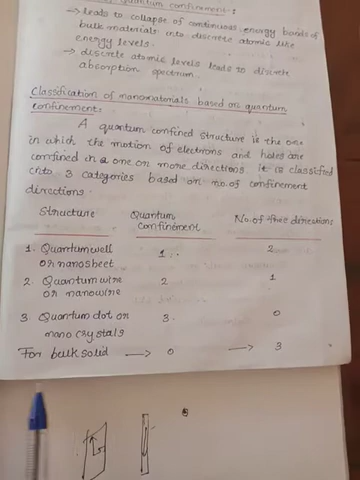 quantum confinement:
→ leads to collapse of continuous energy bands of
bulk materials into discrete atomic like
energy levels.
→ discrete atomic levels leads to discrete
absorption spectrum.
Classification of nanomaterials based on quantum
confinement:-
A quantum confined structure is the one
in which the motion of electrons and holes are
confined in one or more directions. It is classified
into 3 categories based on no. of confinement
directions.
Structure Quantum confinement No. of free directions
1. Quantum well or nanosheet 1 2
2. Quantum wire or nanowire 2 1
3. Quantum dot or nano crystals 3 0
For bulk solid → 0 → 3